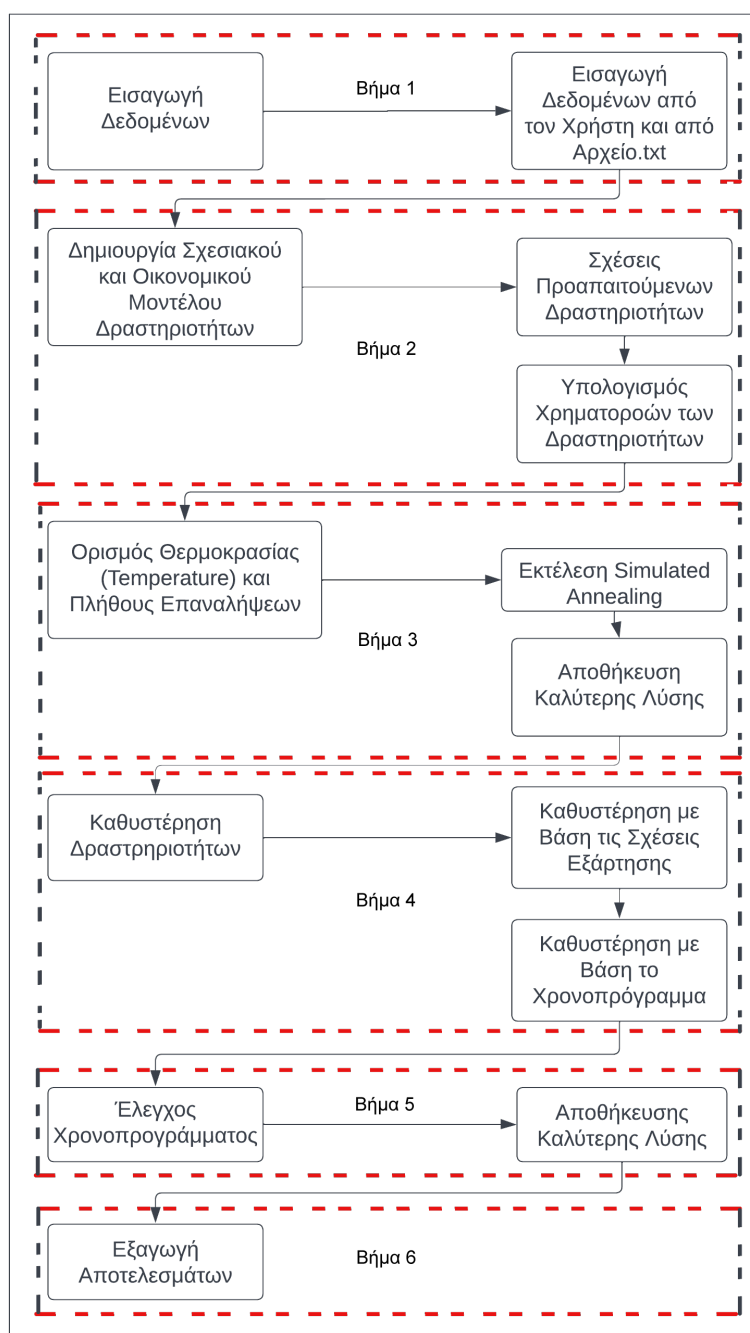 Εισαγωγή
Δεδομένων
Βήμα 1
Εισαγωγή
Δεδομένων από
τον Χρήστη και από
Αρχείο.txt
Δημιουργία Σχεσιακού
και Οικονομικού
Μοντέλου
Δραστηριοτήτων
Βήμα 2
Σχέσεις
Προαπαιτούμενων
Δραστηριοτήτων
Υπολογισμός
Χρηματοροών των
Δραστηριοτήτων
Ορισμός Θερμοκρασίας
(Temperature) και
Πλήθους Επαναλήψεων
Βήμα 3
Εκτέλεση Simulated
Annealing
Αποθήκευση
Καλύτερης Λύσης
Καθυστέρηση
Δραστρηριοτήτων
Βήμα 4
Καθυστέρηση με
Βάση τις Σχέσεις
Εξάρτησης
Καθυστέρηση με
Βάση το
Χρονοπρόγραμμα
Έλεγχος
Χρονοπρογράμματος
Βήμα 5
Αποθήκευσης
Καλύτερης Λύσης
Εξαγωγή
Αποτελεσμάτων
Βήμα 6